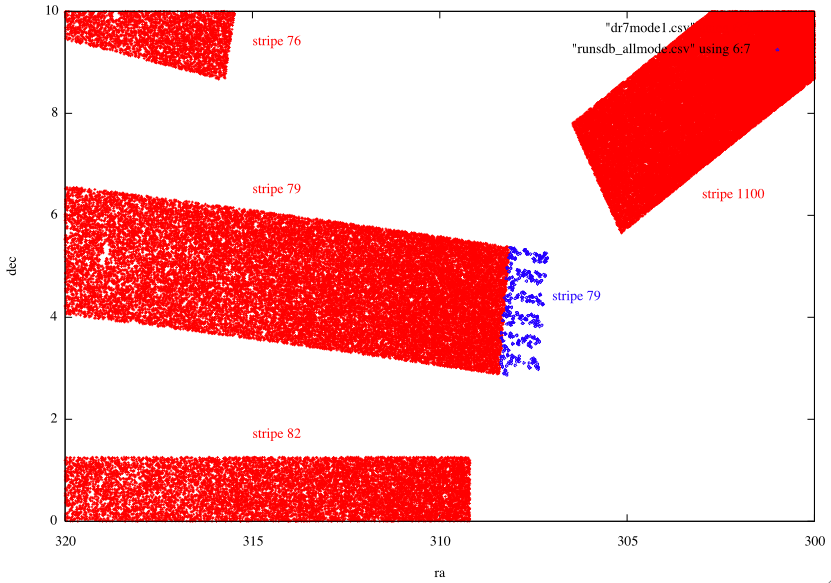 10
8
6
4
2
0
320
315
310
305
300
dec
ra
stripe 76
"dr7mode1.csv"
"runsdb_allmode.csv" using 6:7
stripe 79
stripe 1100
stripe 79
stripe 82